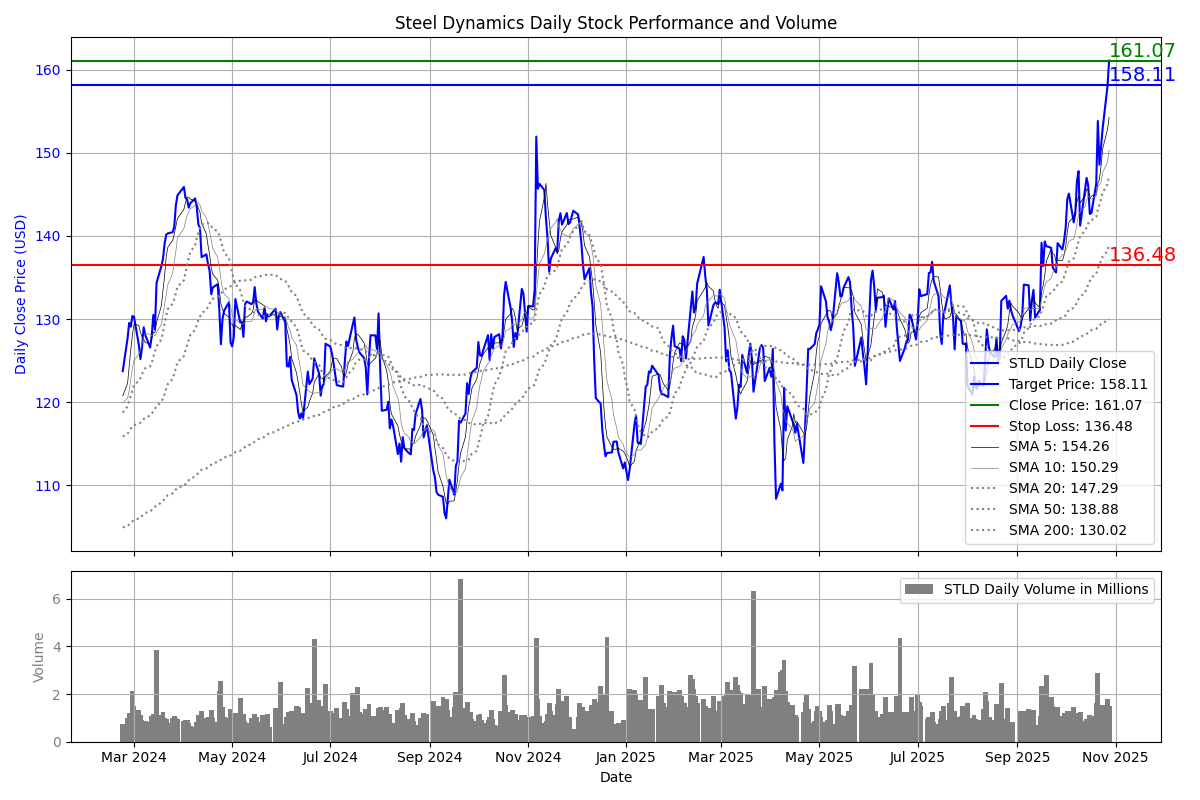 Steel Dynamics Daily Stock Performance and Volume
161.07
158.11
136.48
160
150
140
130
120
110
Daily Close Price (USD)
STLD Daily Close
Target Price: 158.11
Close Price: 161.07
Stop Loss: 136.48
SMA 5: 154.26
SMA 10: 150.29
SMA 20: 147.29
SMA 50: 138.88
SMA 200: 130.02
STLD Daily Volume in Millions
6
4
2
0
Volume
Mar 2024 May 2024 Jul 2024 Sep 2024 Nov 2024 Jan 2025 Mar 2025 May 2025 Jul 2025 Sep 2025 Nov 2025
Date